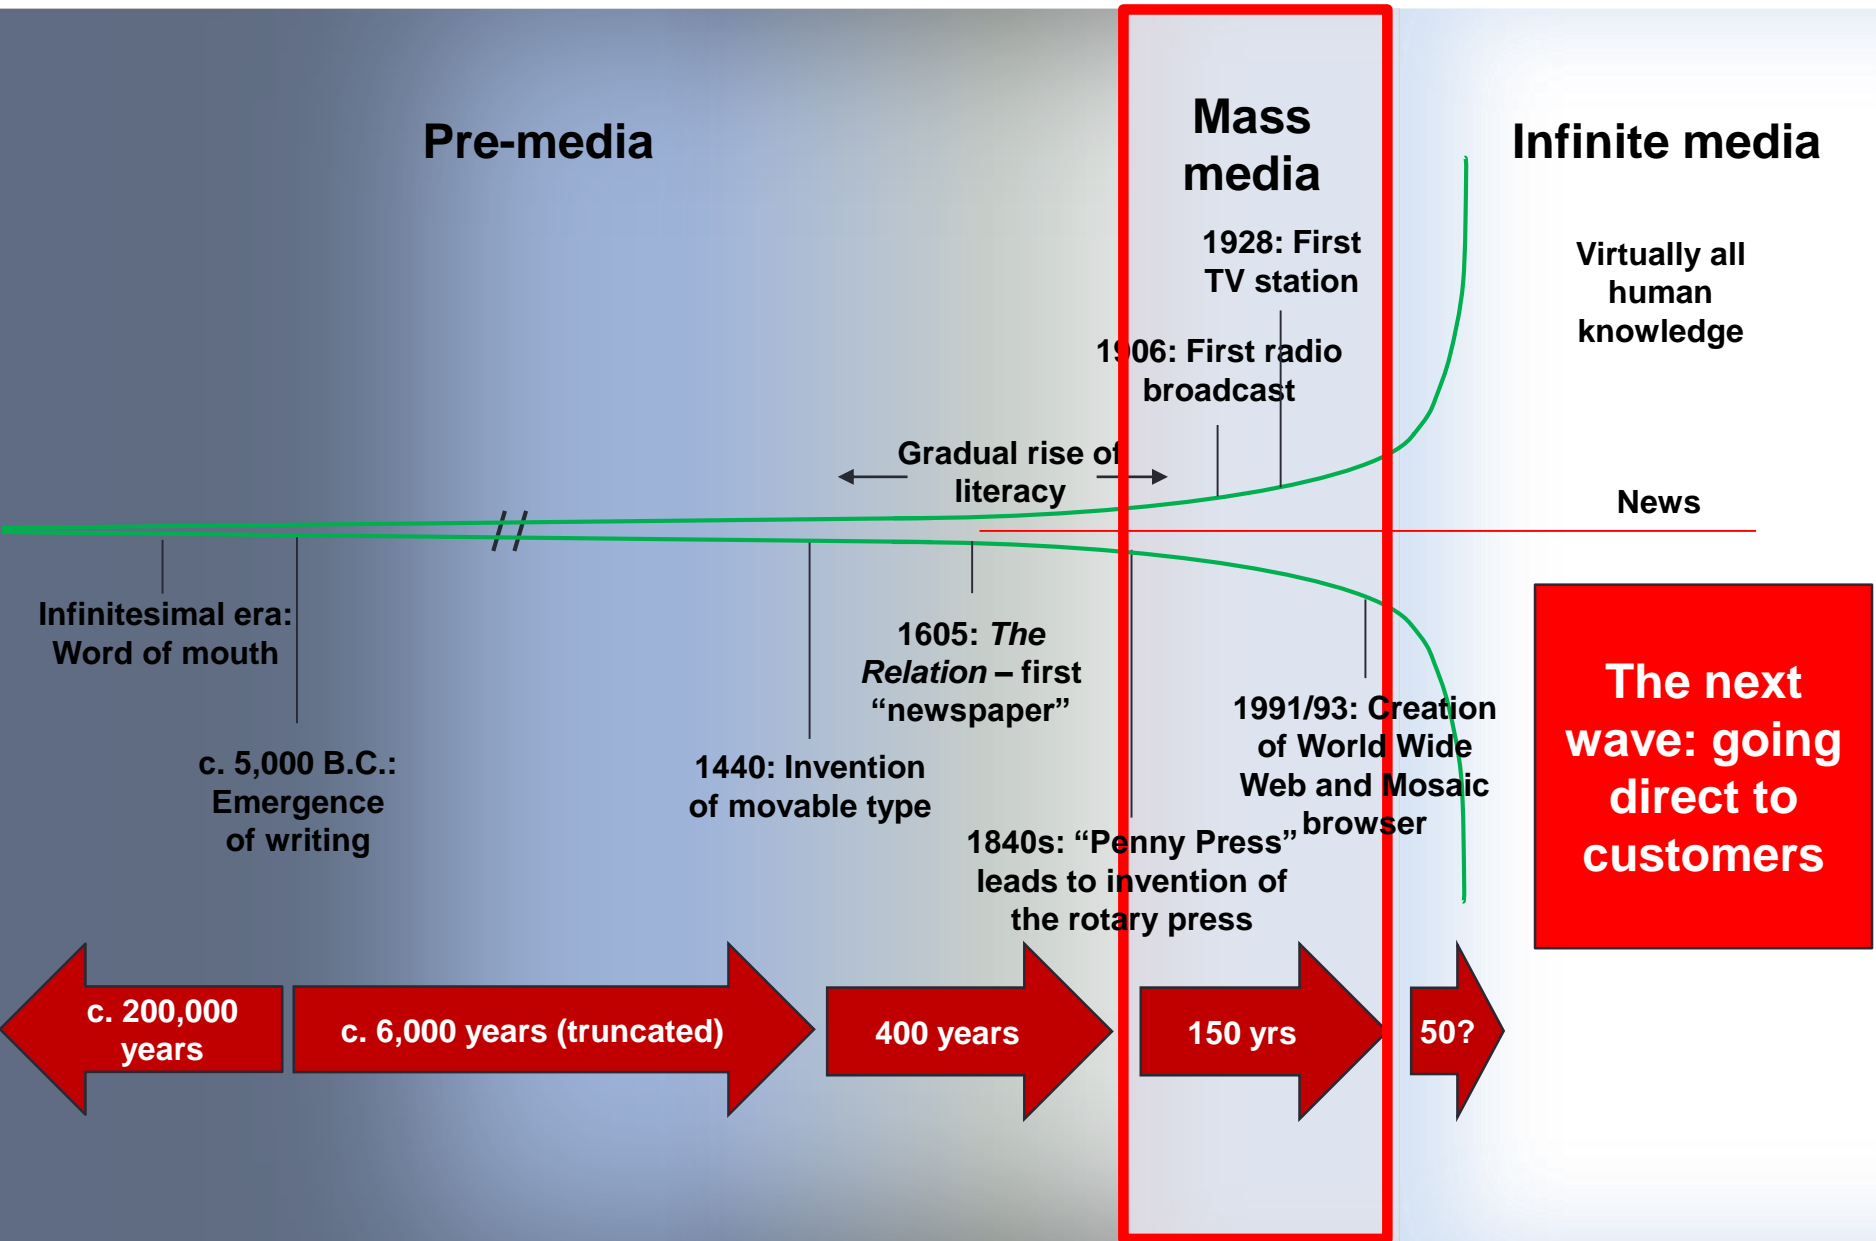 Pre-media
Mass
media
Infinite media
1928: First
TV station
Virtually all
human
knowledge
1906: First radio
broadcast
Gradual rise of
literacy
News
Infinitesimal era:
Word of mouth
c. 5,000 B.C.:
Emergence
of writing
1440: Invention
of movable type
1605: The
Relation – first
“newspaper”
1840s: “Penny Press”
leads to invention of
the rotary press
1991/93: Creation
of World Wide
Web and Mosaic
browser
The next
wave: going
direct to
customers
c. 200,000
years
c. 6,000 years (truncated)
400 years
150 yrs
50?